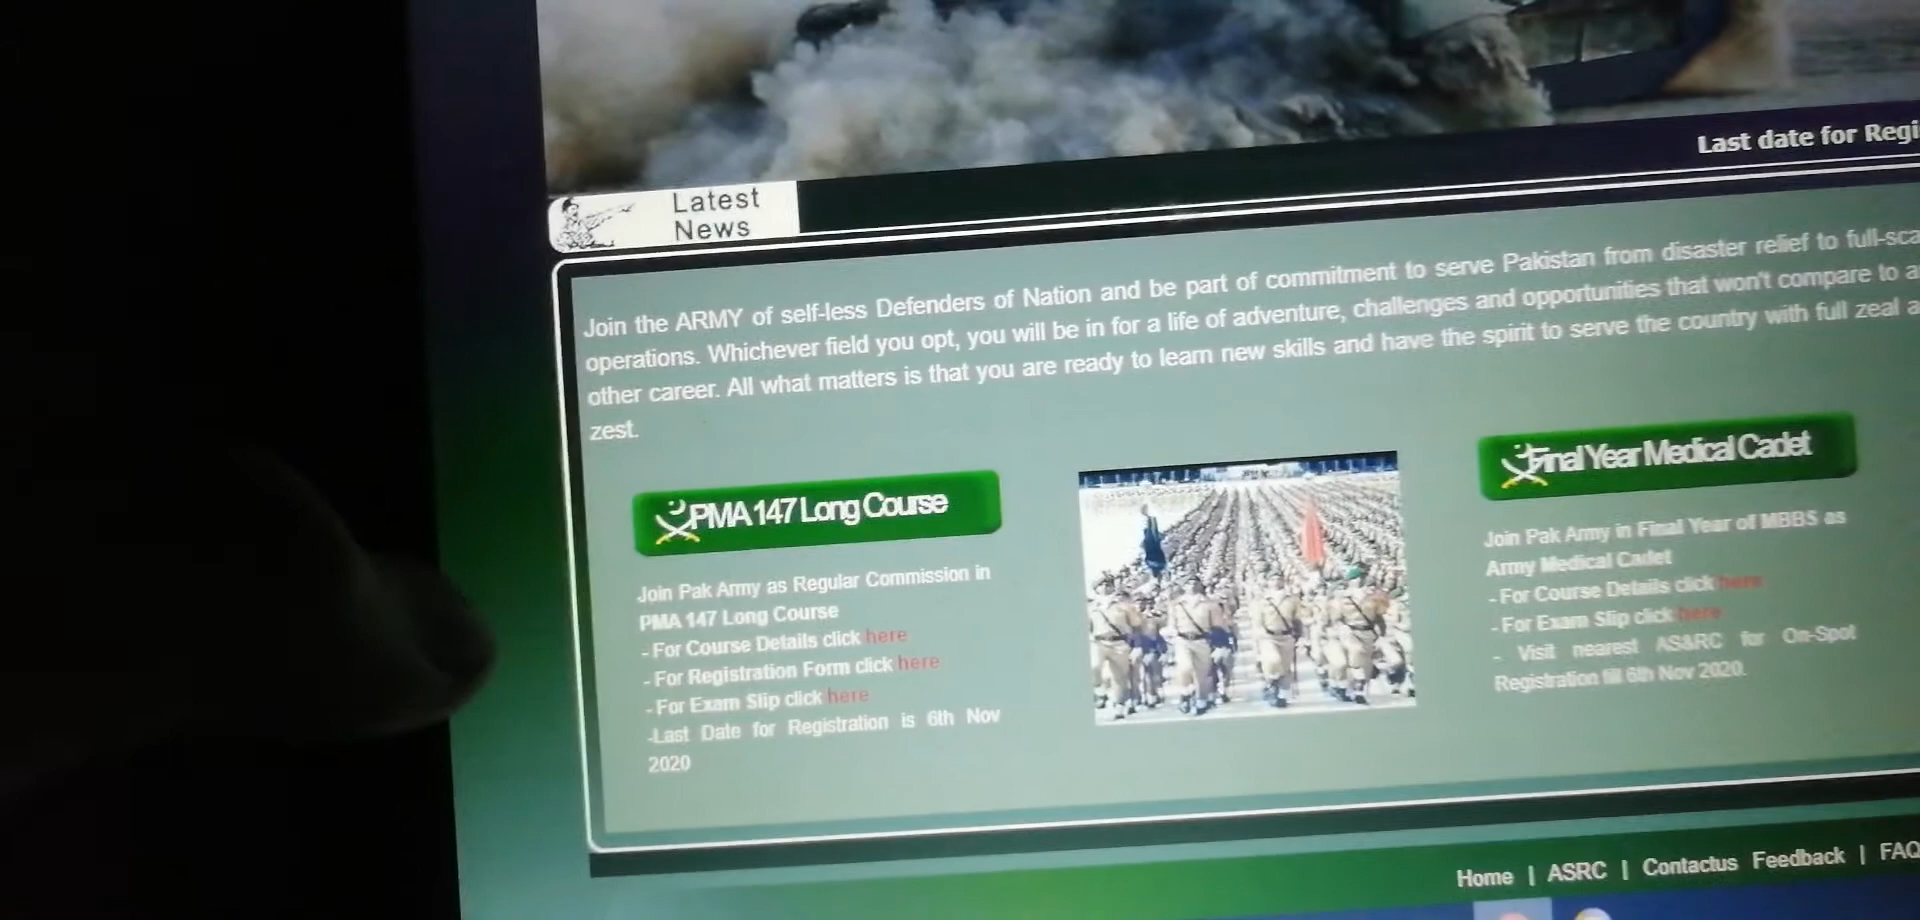 Last date for Regi
Latest
News
Join the ARMY of self-less Defenders of Nation and be part of commitment to serve Pakistan from disaster relief to full-sca
operations. Whichever field you opt, you will be in for a life of adventure, challenges and opportunities that won't compare to a
other career. All what matters is that you are ready to learn new skills and have the spirit to serve the country with full zeal a
zest.
PMA 147 Long Course
Join Pak Army as Regular Commission in
PMA 147 Long Course
- For Course Details click here
- For Registration Form click here
- For Exam Slip click here
-Last Date for Registration is 6th Nov
2020
Final Year Medical Cadet
Join Pak Army in Final Year of MBBS as
Army Medical Cadet
- For Course Details click here
- For Exam Slip click here
- Visit nearest AS&RC for On-Spot
Registration till 6th Nov 2020.
Home | ASRC | Contactus Feedback | FAQ